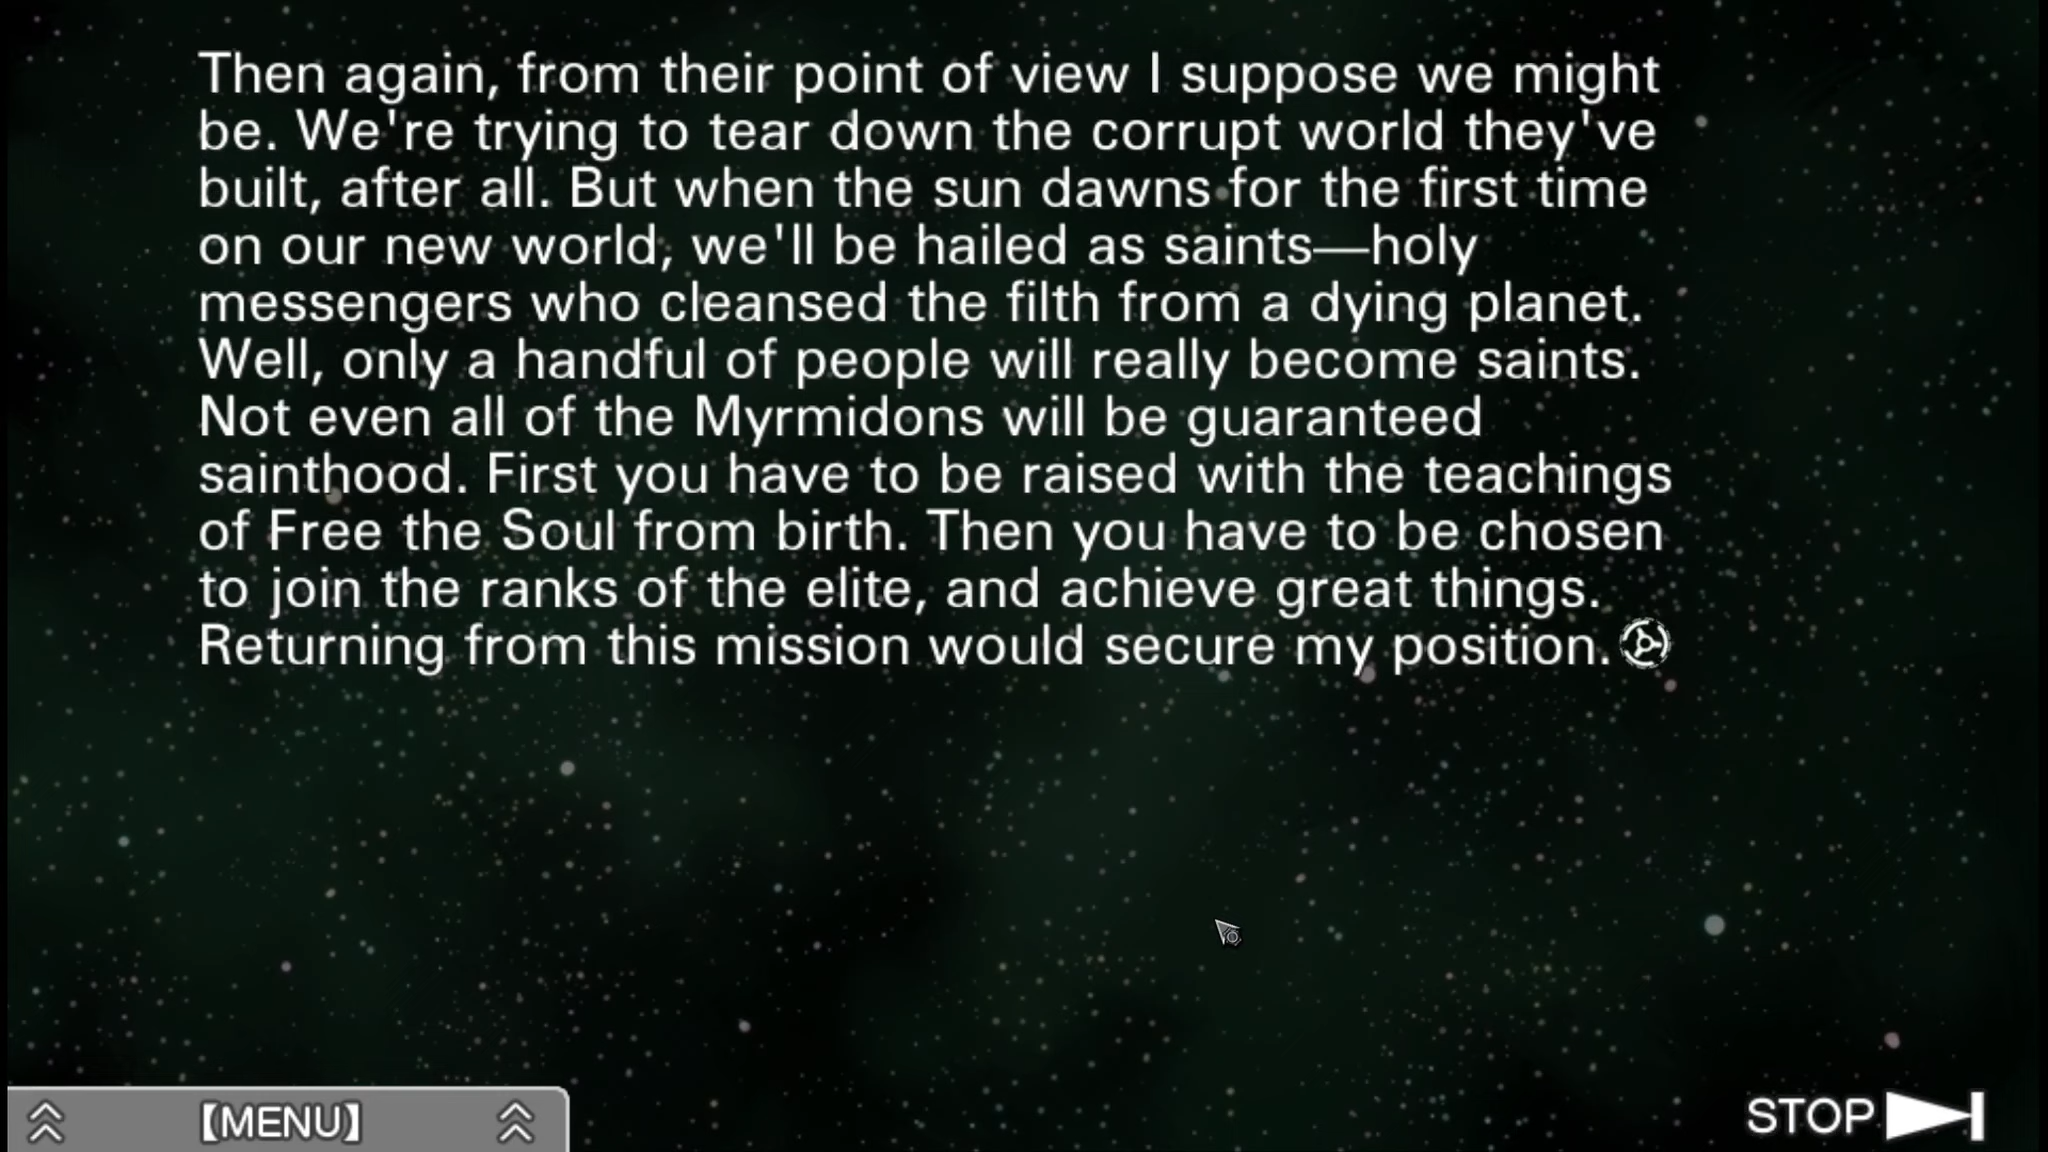 Then again, from their point of view I suppose we might
be. We're trying to tear down the corrupt world they've
built, after all. But when the sun dawns for the first time
on our new world, we'll be hailed as saints—holy
messengers who cleansed the filth from a dying planet.
Well, only a handful of people will really become saints.
Not even all of the Myrmidons will be guaranteed
sainthood. First you have to be raised with the teachings
of Free the Soul from birth. Then you have to be chosen
to join the ranks of the elite, and achieve great things.
Returning from this mission would secure my position.
【MENU】
STOP